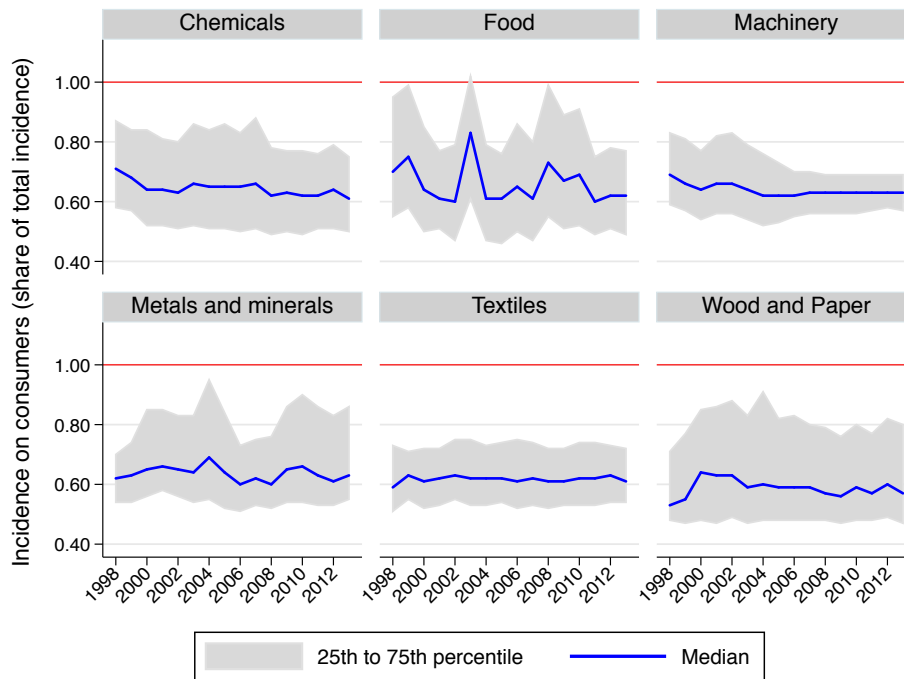 Chemicals Food Machinery
1.00
0.80
0.60
0.40
Metals and minerals Textiles Wood and Paper
1.00
0.80
0.60
0.40
Incidence on consumers (share of total incidence)
1998 2000 2002 2004 2006 2008 2010 2012 1998 2000 2002 2004 2006 2008 2010 2012 1998 2000 2002 2004 2006 2008 2010 2012
25th to 75th percentile Median